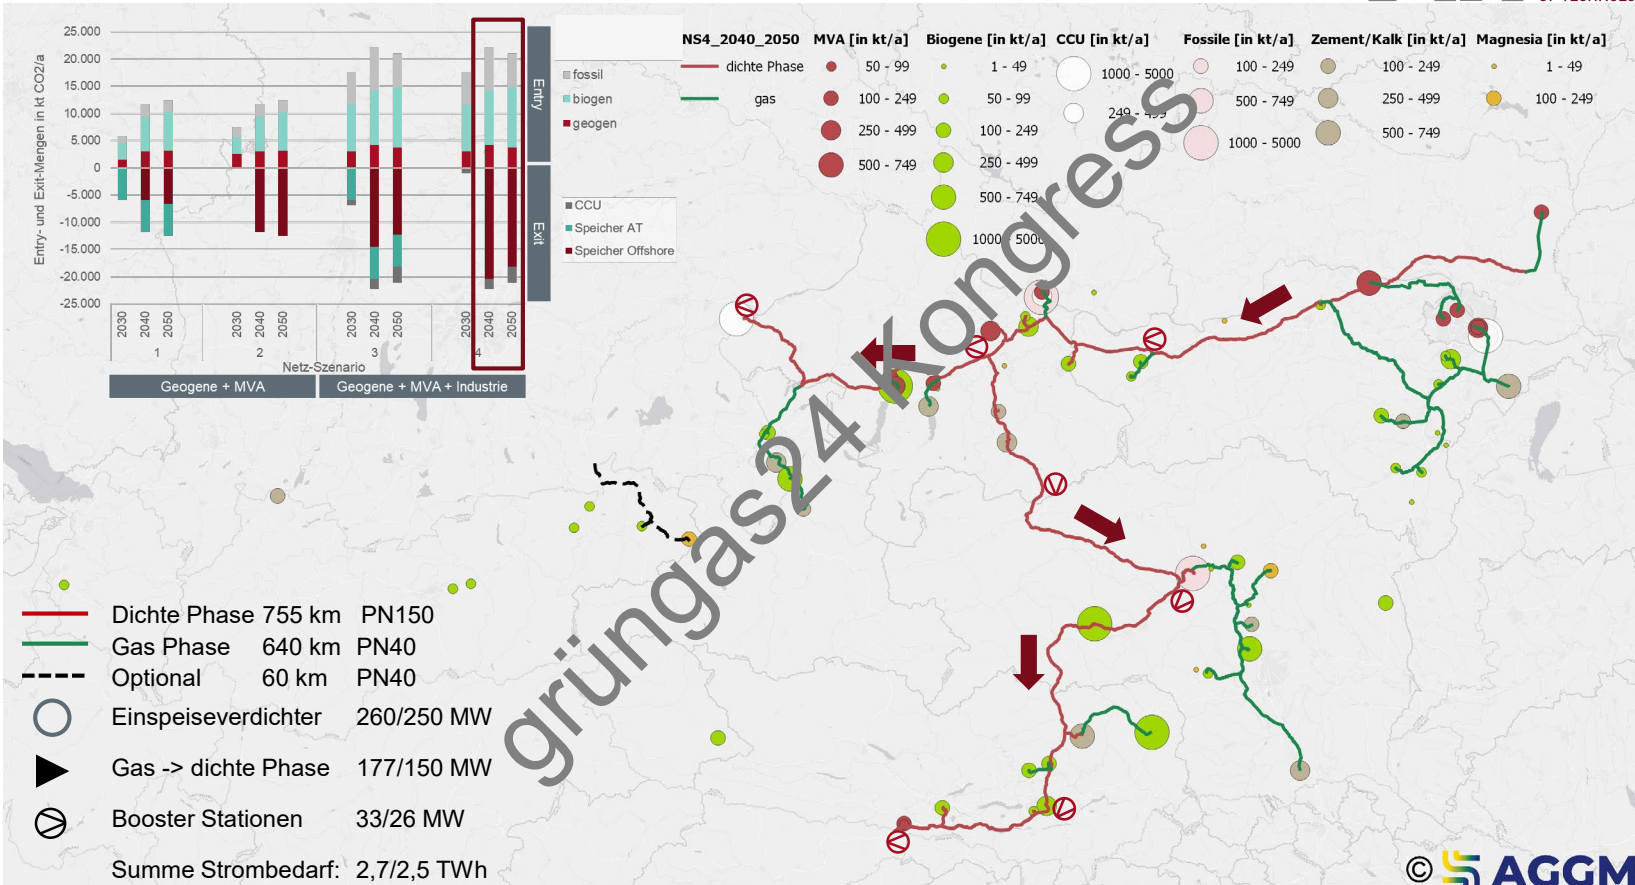 25.000
20.000
15.000
10.000
5.000
0
-5.000
-10.000
-15.000
-20.000
-25.000
Entry- und Exit-Mengen in kt CO2/a
Entry
Exit
fossil
biogen
geogen
CCU
Speicher AT
Speicher Offshore
2030 2040 2050 2030 2040 2050 2030 2040 2050 2030 2040 2050
1 2 3 4
Netz-Szenario
Geogene + MVA Geogene + MVA + Industrie
NS4_2040_2050 MVA [in kt/a] Biogene [in kt/a] CCU [in kt/a] Fossile [in kt/a] Zement/Kalk [in kt/a] Magnesia [in kt/a]
dichte Phase 50 - 99 1 - 49 1000 - 5000 100 - 249 100 - 249 1 - 49
gas 100 - 249 50 - 99 249 - 499 500 - 749 250 - 499 100 - 249
250 - 499 100 - 249 1000 - 5000 500 - 749
500 - 749 250 - 499
500 - 749
1000 - 5000
grüngas24 Kongress
Dichte Phase 755 km PN150
Gas Phase 640 km PN40
Optional 60 km PN40
Einspeiseverdichter 260/250 MW
Gas -> dichte Phase 177/150 MW
Booster Stationen 33/26 MW
Summe Strombedarf: 2,7/2,5 TWh
© AGGM